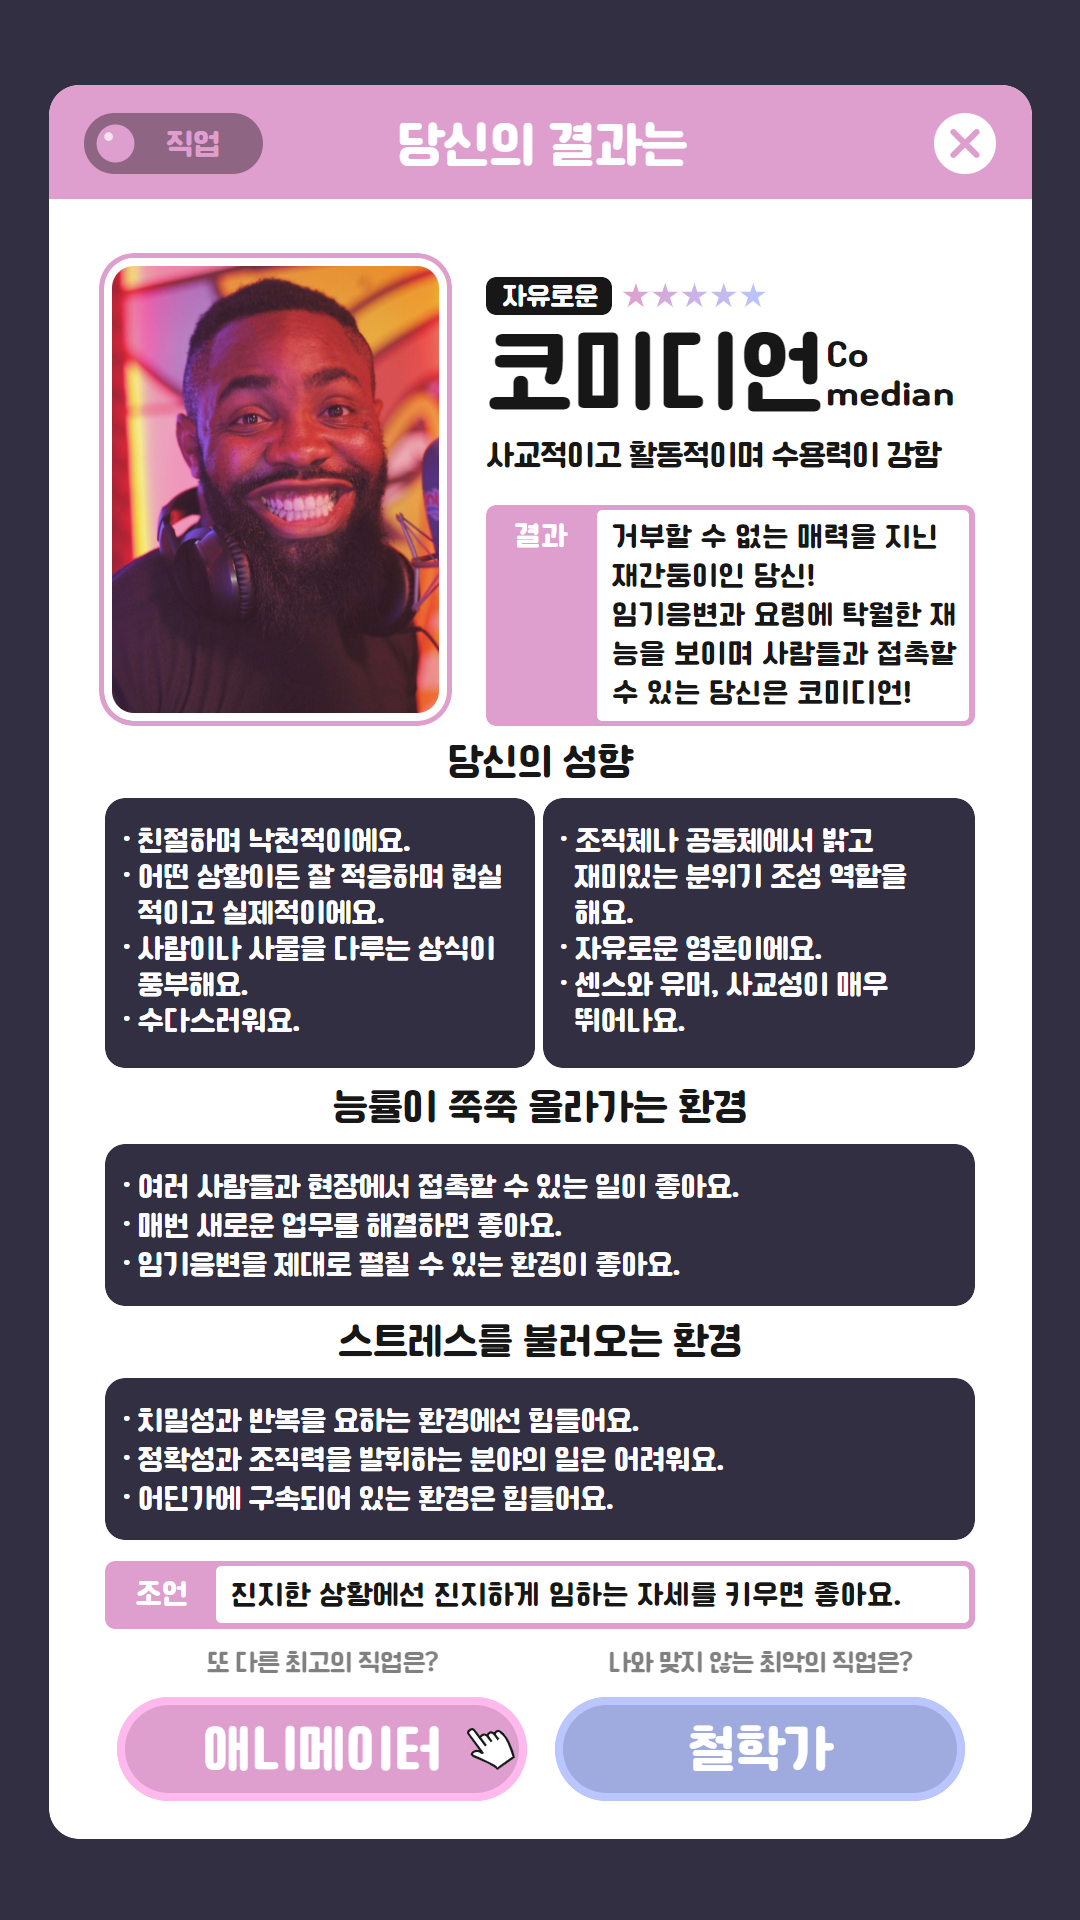 직업
당신의 결과는
자유로운 ★★★★★
코미디언
Co
median
사교적이고 활동적이며 수용력이 강함
결과
거부할 수 없는 매력을 지닌
재간둥이인 당신!
임기응변과 요령에 탁월한 재
능을 보이며 사람들과 접촉할
수 있는 당신은 코미디언!
당신의 성향
· 친절하며 낙천적이에요.
· 어떤 상황이든 잘 적응하며 현실
적이고 실제적이에요.
· 사람이나 사물을 다루는 상식이
풍부해요.
· 수다스러워요.
· 조직체나 공동체에서 밝고
재미있는 분위기 조성 역할을
해요.
· 자유로운 영혼이에요.
· 센스와 유머, 사교성이 매우
뛰어나요.
능률이 쭉쭉 올라가는 환경
· 여러 사람들과 현장에서 접촉할 수 있는 일이 좋아요.
· 매번 새로운 업무를 해결하면 좋아요.
· 임기응변을 제대로 펼칠 수 있는 환경이 좋아요.
스트레스를 불러오는 환경
· 치밀성과 반복을 요하는 환경에선 힘들어요.
· 정확성과 조직력을 발휘하는 분야의 일은 어려워요.
· 어딘가에 구속되어 있는 환경은 힘들어요.
조언
진지한 상황에선 진지하게 임하는 자세를 키우면 좋아요.
또 다른 최고의 직업은?
나와 맞지 않는 최악의 직업은?
애니메이터
철학가